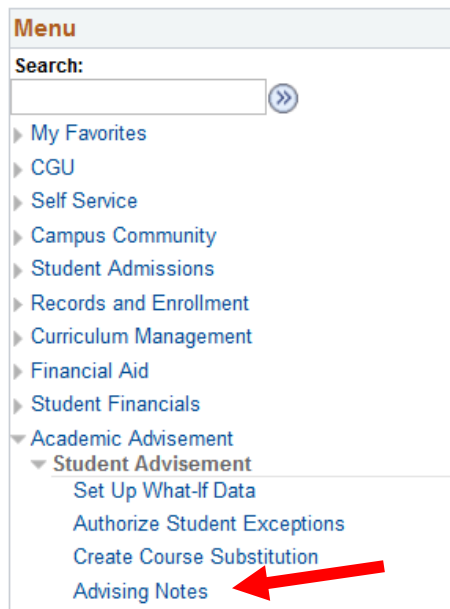 Menu
Search:
My Favorites
CGU
Self Service
Campus Community
Student Admissions
Records and Enrollment
Curriculum Management
Financial Aid
Student Financials
Academic Advisement
Student Advisement
Set Up What-If Data
Authorize Student Exceptions
Create Course Substitution
Advising Notes